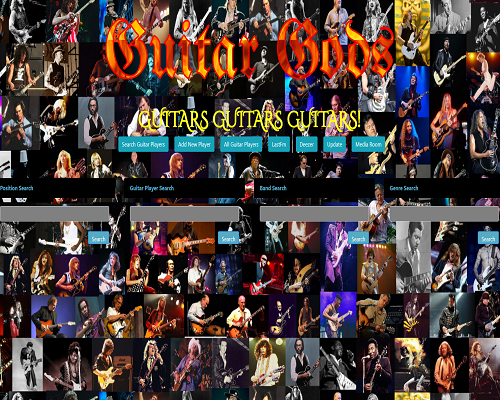 Guitar Gods
GUITARS GUITARS GUITARS!
Search Guitar Players Add New Player All Guitar Players LastFm Deezer Update Media Room
Position Search Guitar Player Search Band Search Genre Search
Search Search Search Search